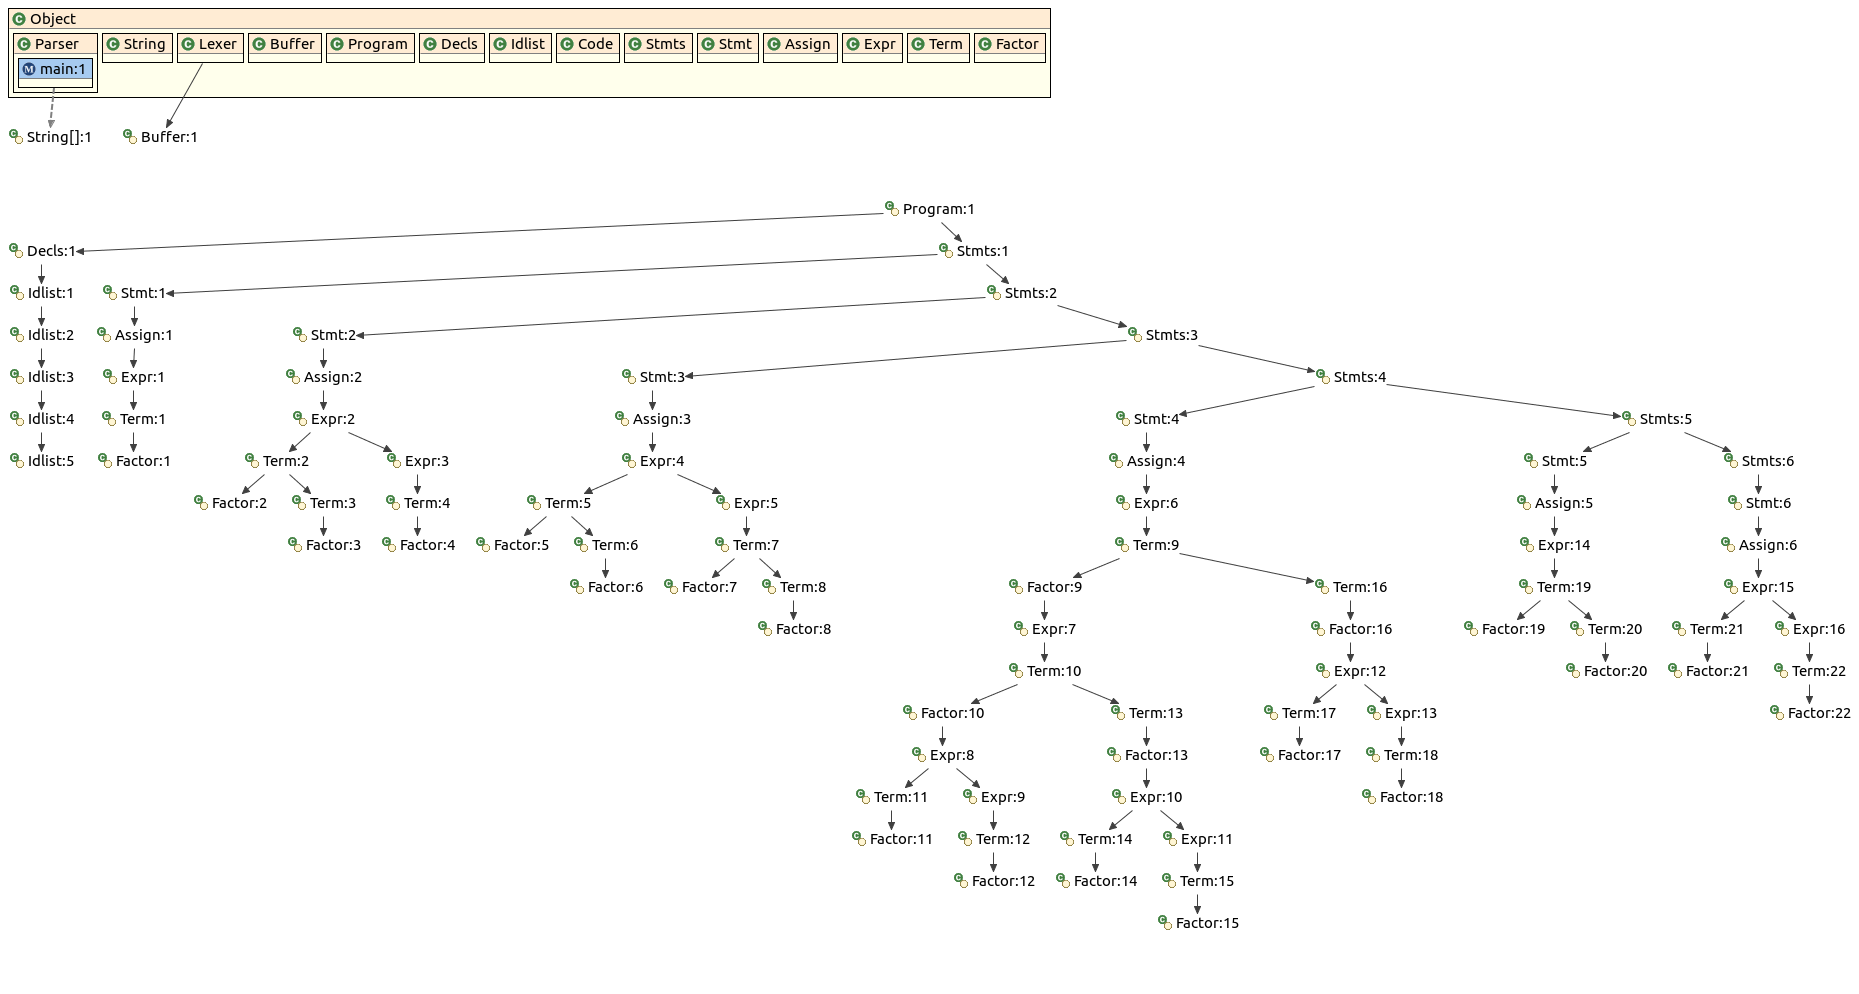 Object
Parser String Lexer Buffer Program Decls Idlist Code Stmts Stmt Assign Expr Term Factor
main:1
String[]:1 Buffer:1
Program:1
Decls:1 Stmts:1
Idlist:1 Stmt:1 Stmts:2
Idlist:2 Assign:1 Stmt:2 Stmts:3
Idlist:3 Expr:1 Assign:2 Stmt:3 Stmts:4
Idlist:4 Term:1 Expr:2 Assign:3 Stmt:4 Stmts:5
Idlist:5 Factor:1 Term:2 Expr:3 Expr:4 Assign:4 Stmt:5 Stmts:6
Factor:2 Term:3 Term:4 Term:5 Expr:5 Expr:6 Assign:5 Stmt:6
Factor:3 Factor:4 Factor:5 Term:6 Term:7 Term:9 Expr:14 Assign:6
Factor:6 Factor:7 Term:8 Factor:9 Term:16 Term:19 Expr:15
Factor:8 Expr:7 Factor:16 Factor:19 Term:20 Term:21 Expr:16
Term:10 Expr:12 Factor:20 Factor:21 Term:22
Factor:10 Term:13 Term:17 Expr:13 Factor:22
Expr:8 Factor:13 Factor:17 Term:18
Term:11 Expr:9 Expr:10 Factor:18
Factor:11 Term:12 Term:14 Expr:11
Factor:12 Factor:14 Term:15
Factor:15